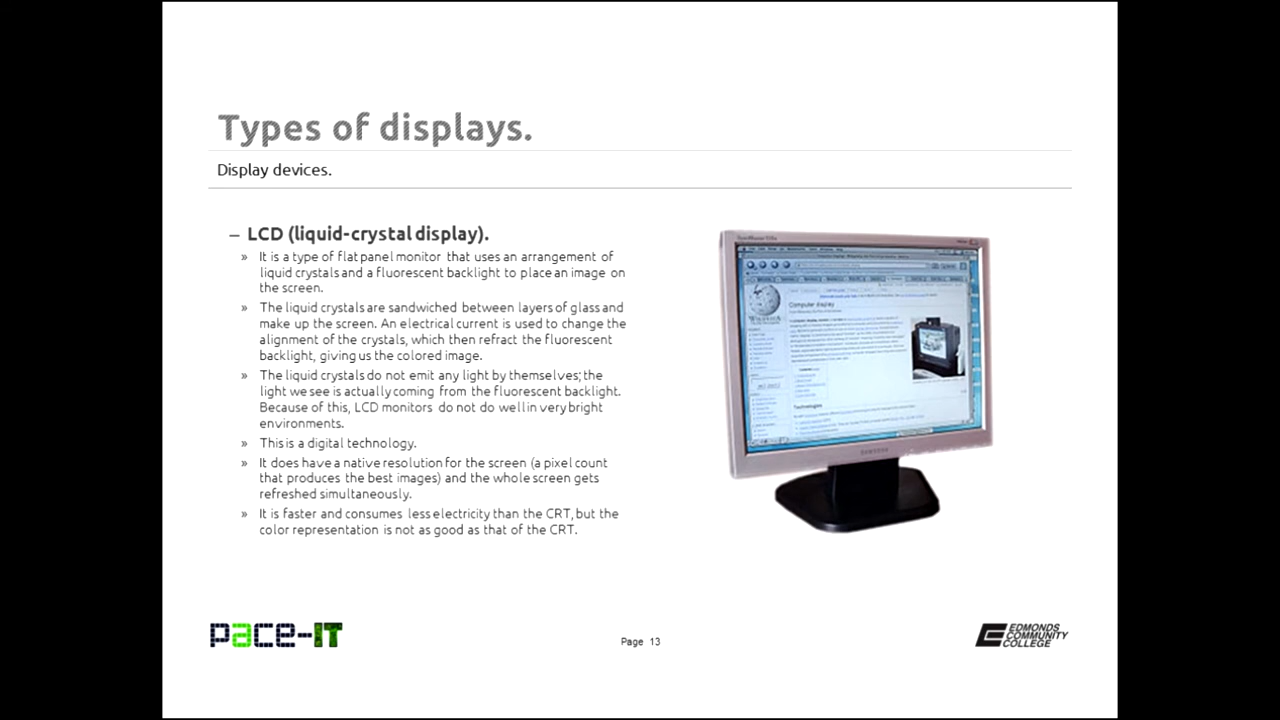 Types of displays.
Display devices.
– LCD (liquid-crystal display).
» It is a type of flat panel monitor that uses an arrangement of
liquid crystals and a fluorescent backlight to place an image on
the screen.
» The liquid crystals are sandwiched between layers of glass and
make up the screen. An electrical current is used to change the
alignment of the crystals, which then refract the fluorescent
backlight, giving us the colored image.
» The liquid crystals do not emit any light by themselves; the
light we see is actually coming from the fluorescent backlight.
Because of this, LCD monitors do not do well in very bright
environments.
» This is a digital technology.
» It does have a native resolution for the screen (a pixel count
that produces the best images) and the whole screen gets
refreshed simultaneously.
» It is faster and consumes less electricity than the CRT, but the
color representation is not as good as that of the CRT.
WIKIPEDIA
Computer display
Technologies
SAMSUNG
pace-IT
Page 13
EDMONDS
COMMUNITY
COLLEGE